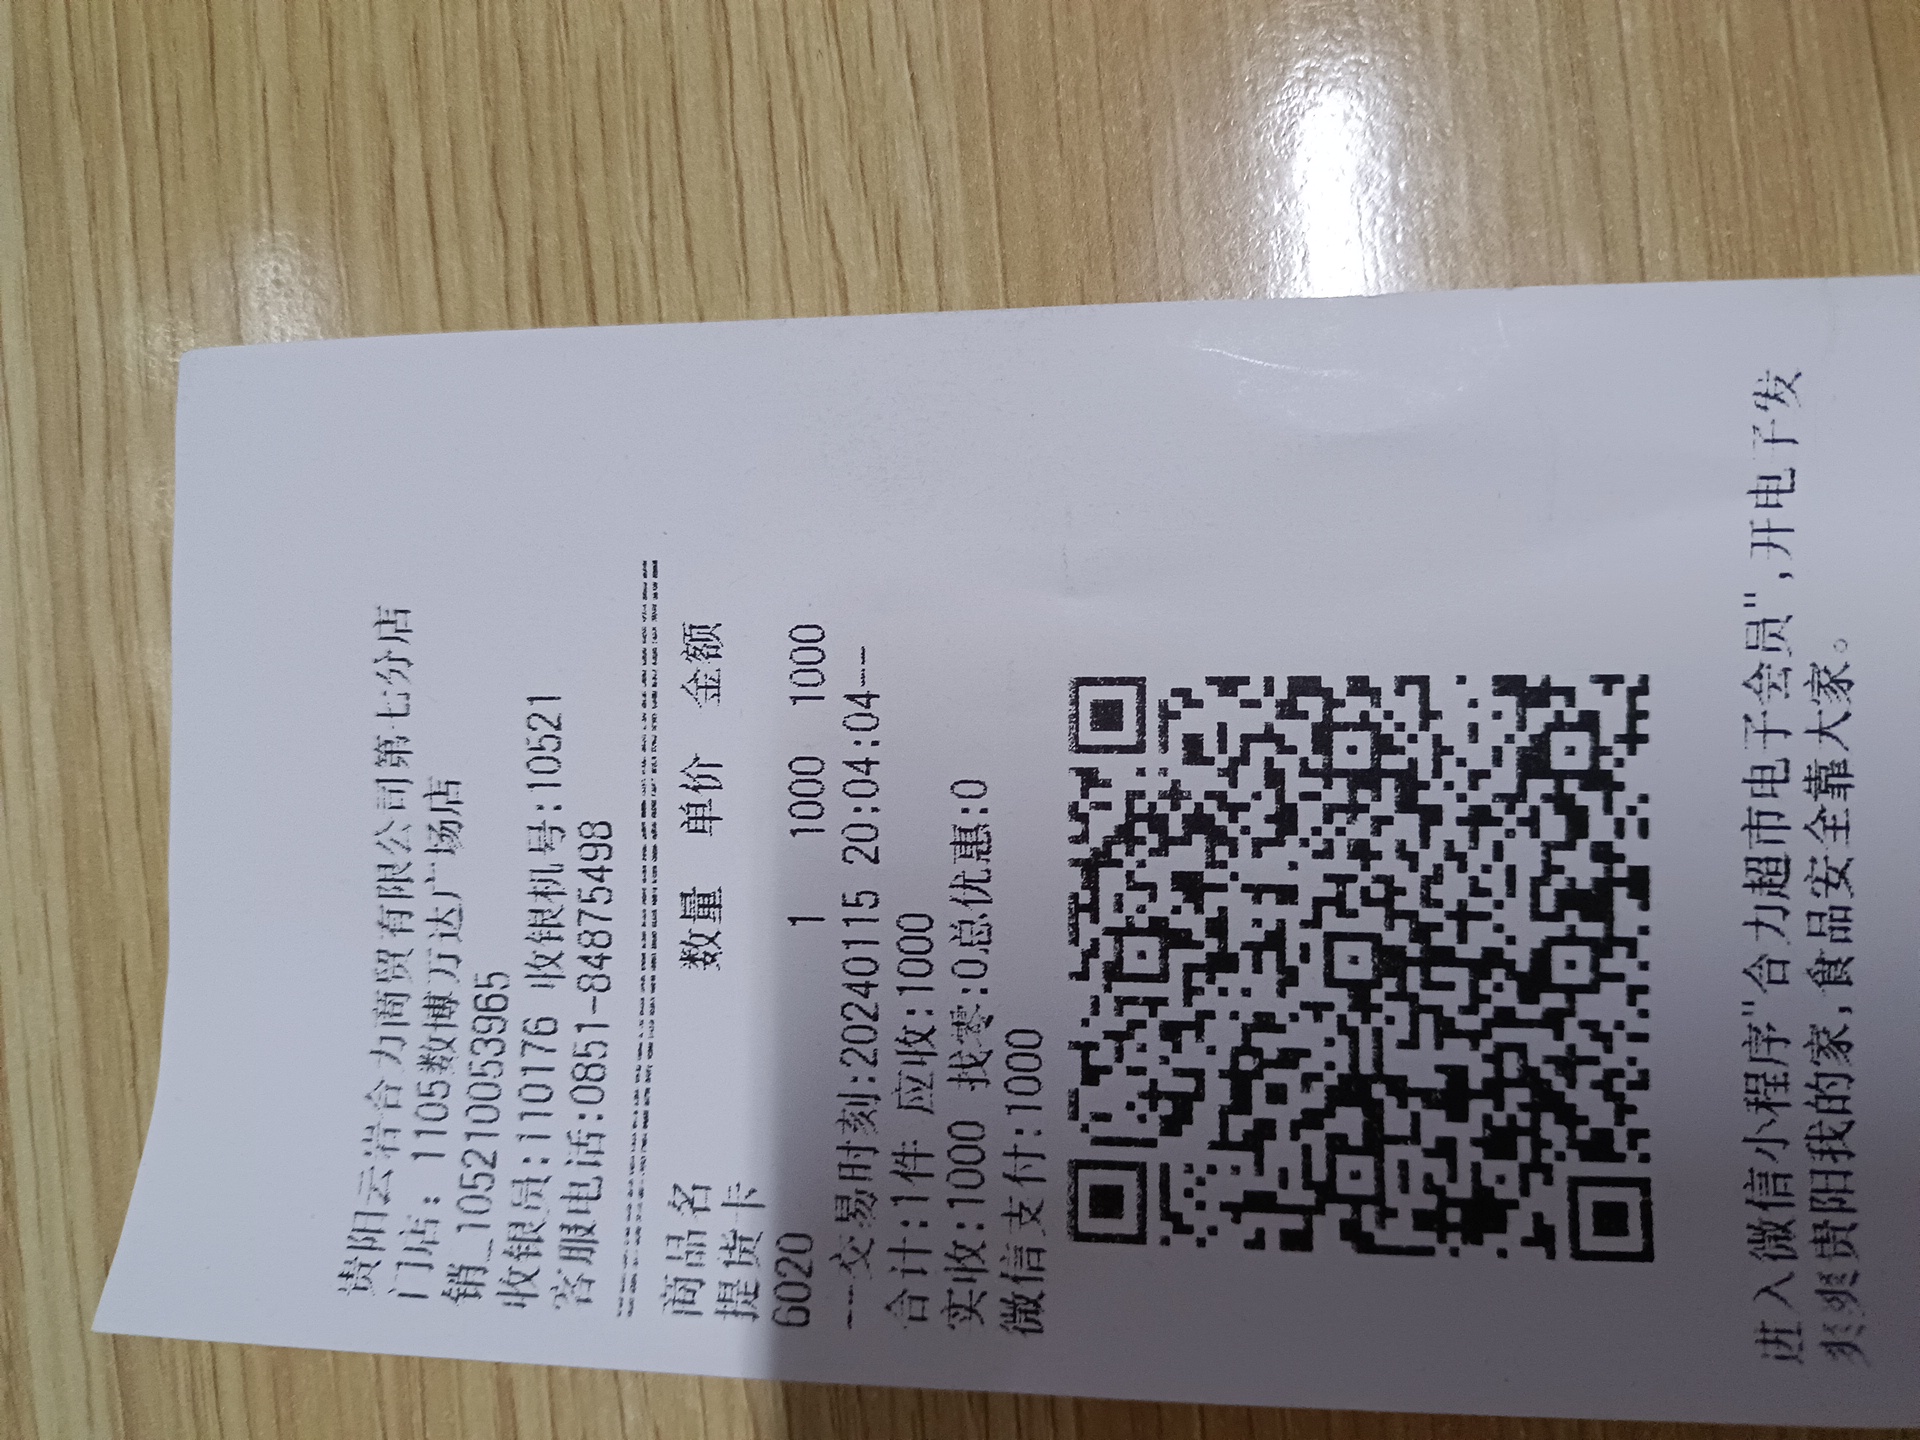 贵阳云岩合力商贸有限公司第七分店
门店: 1105数博万达广场店
销_105210053965
收银员:110176 收银机号:10521
客服电话:0851-84875498
商品名 数量 单价 金额
提货卡
6020 1 1000 1000
---交易时刻:20240115 20:04:04--
合计:1件 应收:1000
实收:1000 找零:0总优惠:0
微信支付:1000
进入微信小程序"合力超市电子会员",开电子发
爽爽贵阳我的家,食品安全靠大家。